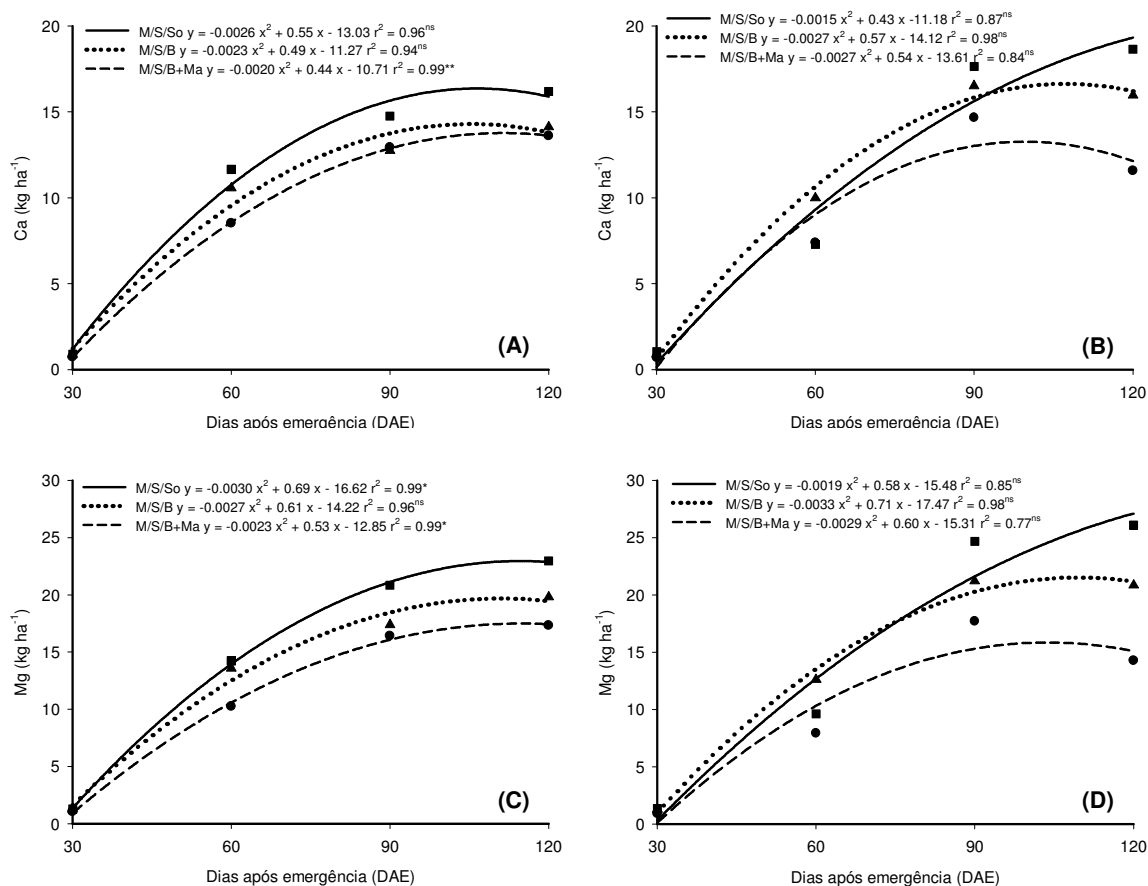 M/S/So y = -0.0026 x² + 0.55 x - 13.03 r² = 0.96ns
M/S/B y = -0.0023 x² + 0.49 x - 11.27 r² = 0.94ns
M/S/B+Ma y = -0.0020 x² + 0.44 x - 10.71 r² = 0.99**
20
15
10
5
0
Ca (kg ha⁻¹)
(A)
30 60 90 120
Dias após emergência (DAE)
M/S/So y = -0.0015 x² + 0.43 x -11.18 r² = 0.87ns
M/S/B y = -0.0027 x² + 0.57 x - 14.12 r² = 0.98ns
M/S/B+Ma y = -0.0027 x² + 0.54 x - 13.61 r² = 0.84ns
20
15
10
5
0
Ca (kg ha⁻¹)
(B)
30 60 90 120
Dias após emergência (DAE)
M/S/So y = -0.0030 x² + 0.69 x - 16.62 r² = 0.99*
M/S/B y = -0.0027 x² + 0.61 x - 14.22 r² = 0.96ns
M/S/B+Ma y = -0.0023 x² + 0.53 x - 12.85 r² = 0.99*
30
25
20
15
10
5
0
Mg (kg ha⁻¹)
(C)
30 60 90 120
Dias após emergência (DAE)
M/S/So y = -0.0019 x² + 0.58 x - 15.48 r² = 0.85ns
M/S/B y = -0.0033 x² + 0.71 x - 17.47 r² = 0.98ns
M/S/B+Ma y = -0.0029 x² + 0.60 x - 15.31 r² = 0.77ns
30
25
20
15
10
5
0
Mg (kg ha⁻¹)
(D)
30 60 90 120
Dias após emergência (DAE)